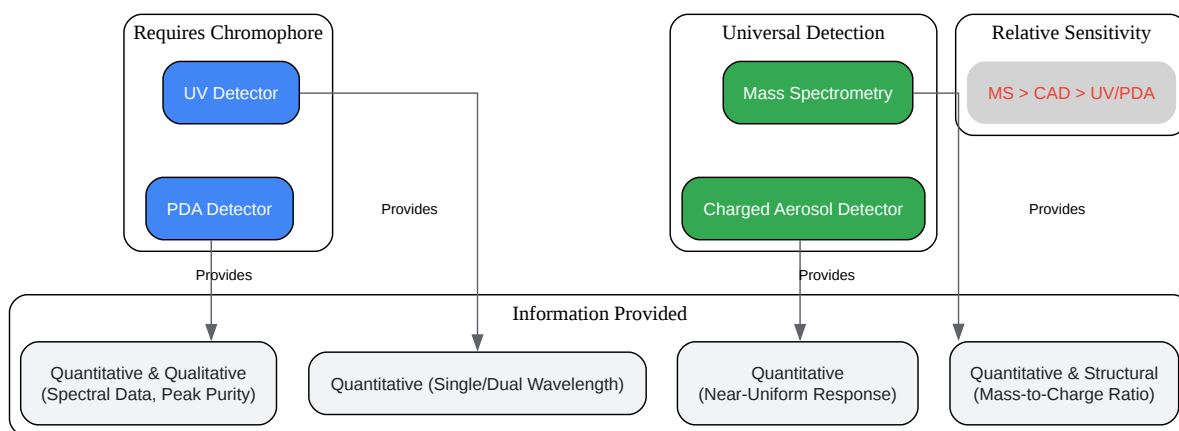 Requires Chromophore
Universal Detection
Relative Sensitivity
UV Detector
Mass Spectrometry
MS > CAD > UV/PDA
PDA Detector
Provides
Charged Aerosol Detector
Provides
Provides
Provides
Information Provided
Quantitative & Qualitative
(Spectral Data, Peak Purity)
Quantitative (Single/Dual Wavelength)
Quantitative
(Near-Uniform Response)
Quantitative & Structural
(Mass-to-Charge Ratio)